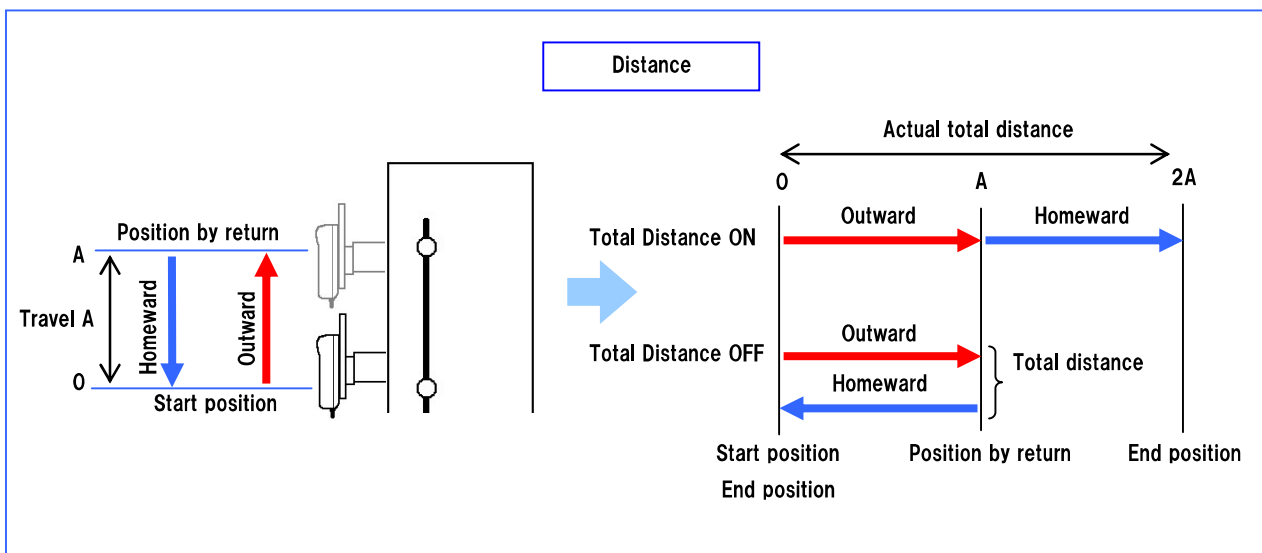 Distance
Position by return
A
Travel A
Homeward
Outward
0
Start position
Actual total distance
0
A
2A
Total Distance ON
Outward
Homeward
Total Distance OFF
Outward
Homeward
Total distance
Start position
End position
Position by return
End position